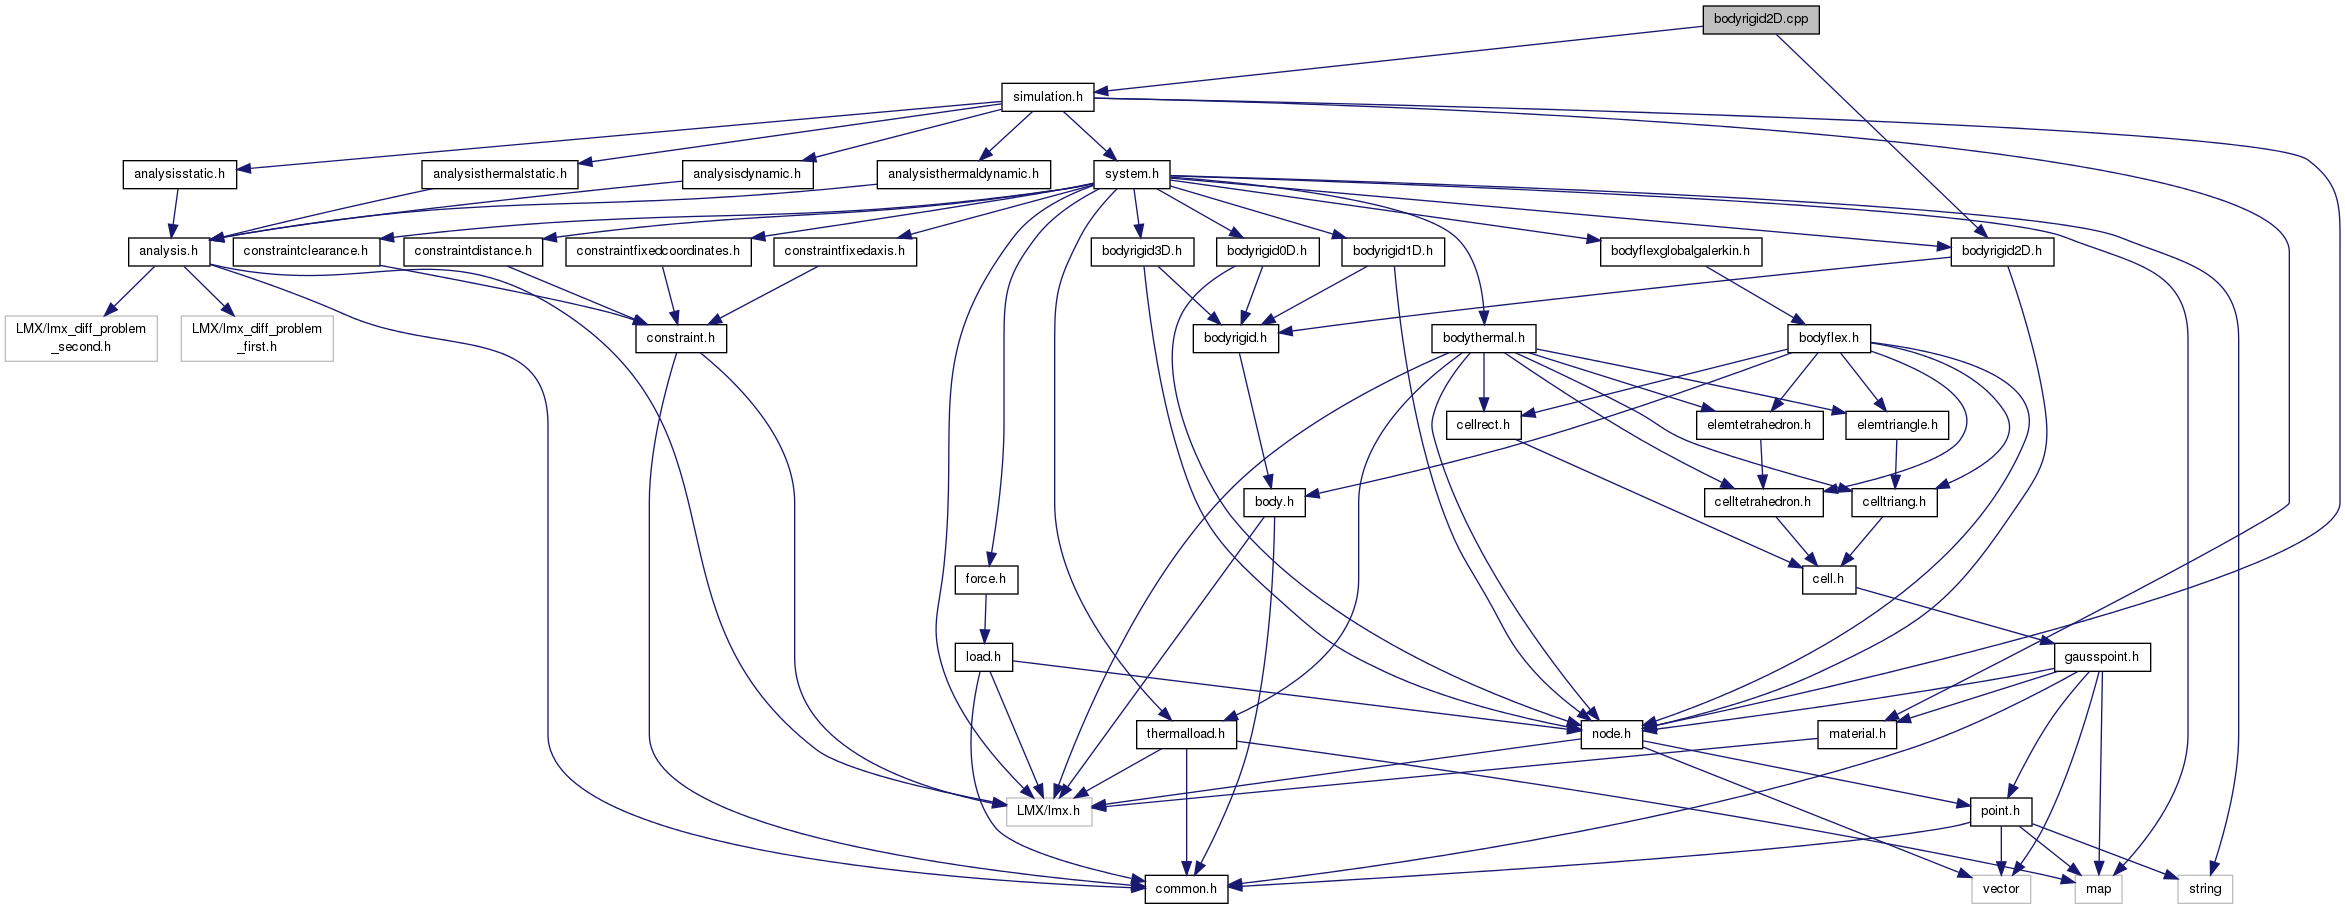 bodyrigid2D.cpp
simulation.h
analysisstatic.h
analysisthermalstatic.h
analysisdynamic.h
analysisthermaldynamic.h
system.h
analysis.h
constraintclearance.h
constraintdistance.h
constraintfixedcoordinates.h
constraintfixedaxis.h
bodyrigid3D.h
bodyrigid0D.h
bodyrigid1D.h
bodyflexglobalgalerkin.h
bodyrigid2D.h
LMX/lmx_diff_problem
_second.h
LMX/lmx_diff_problem
_first.h
constraint.h
bodyrigid.h
bodythermal.h
bodyflex.h
cellrect.h
elemtetrahedron.h
elemtriangle.h
body.h
celltetrahedron.h
celltriang.h
force.h
cell.h
load.h
gausspoint.h
thermalload.h
node.h
material.h
LMX/lmx.h
point.h
common.h
vector
map
string